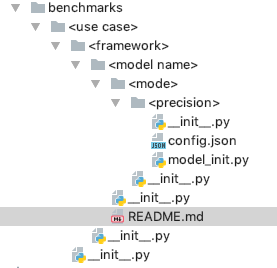 benchmarks
<use case>
<framework>
<model name>
<mode>
<precision>
__init__.py
config.json
model_init.py
__init__.py
__init__.py
README.md
__init__.py
__init__.py